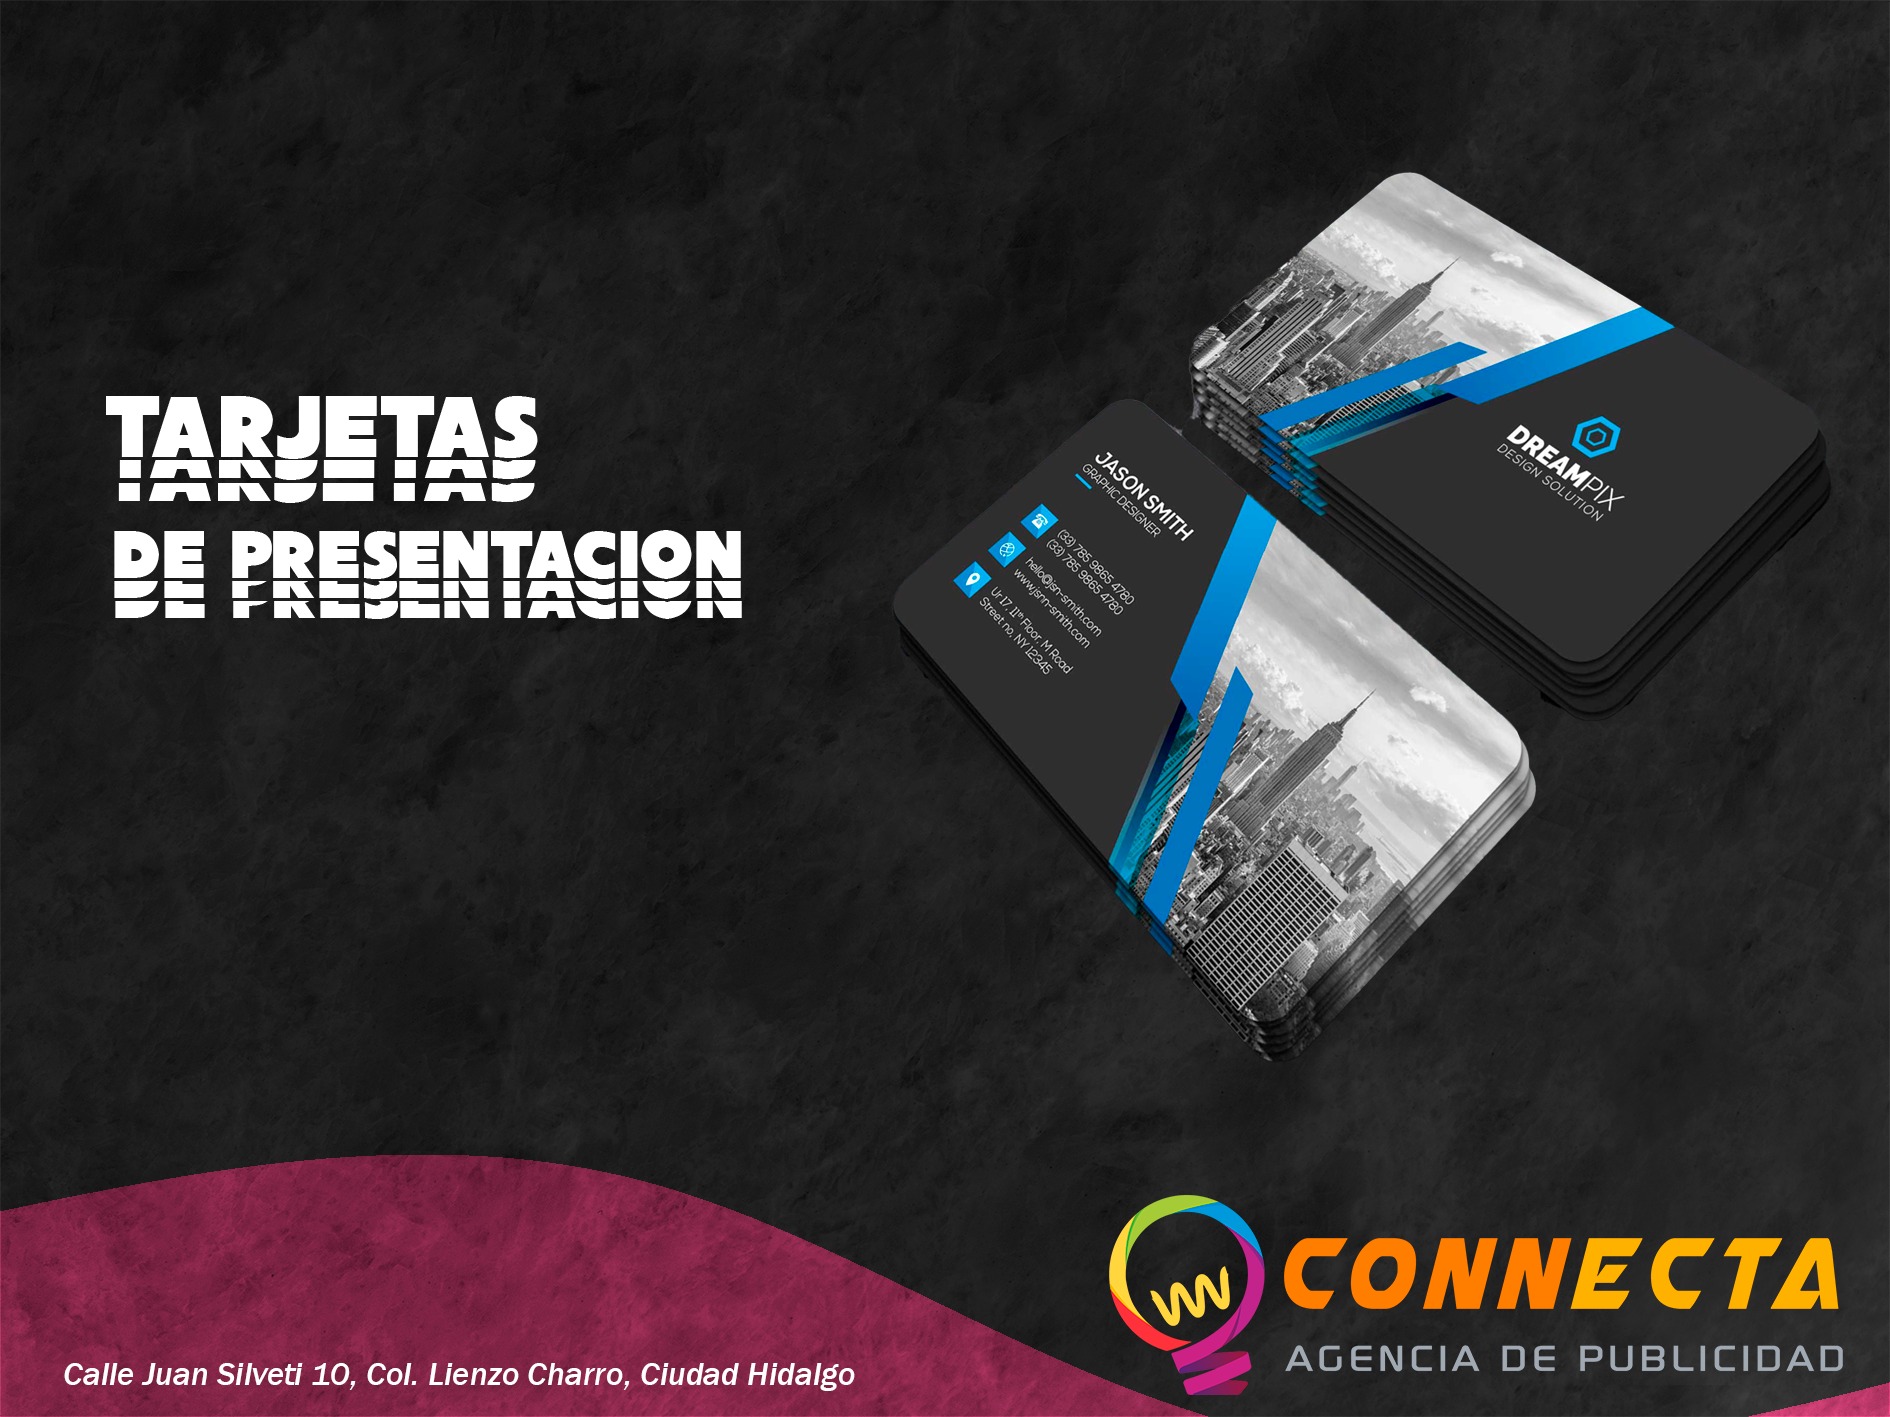 TARJETAS
DE PRESENTACION
DREAMPIX
DESIGN SOLUTION
JASON SMITH
GRAPHIC DESIGNER
(33) 785 9865 4780
(33) 785 9865 4780
hello@jsn-smith.com
www.jsnn-smith.com
Ur 17, 11th Floor, M Road
Street no, NY 12345
CONNECTA
AGENCIA DE PUBLICIDAD
Calle Juan Silveti 10, Col. Lienzo Charro, Ciudad Hidalgo